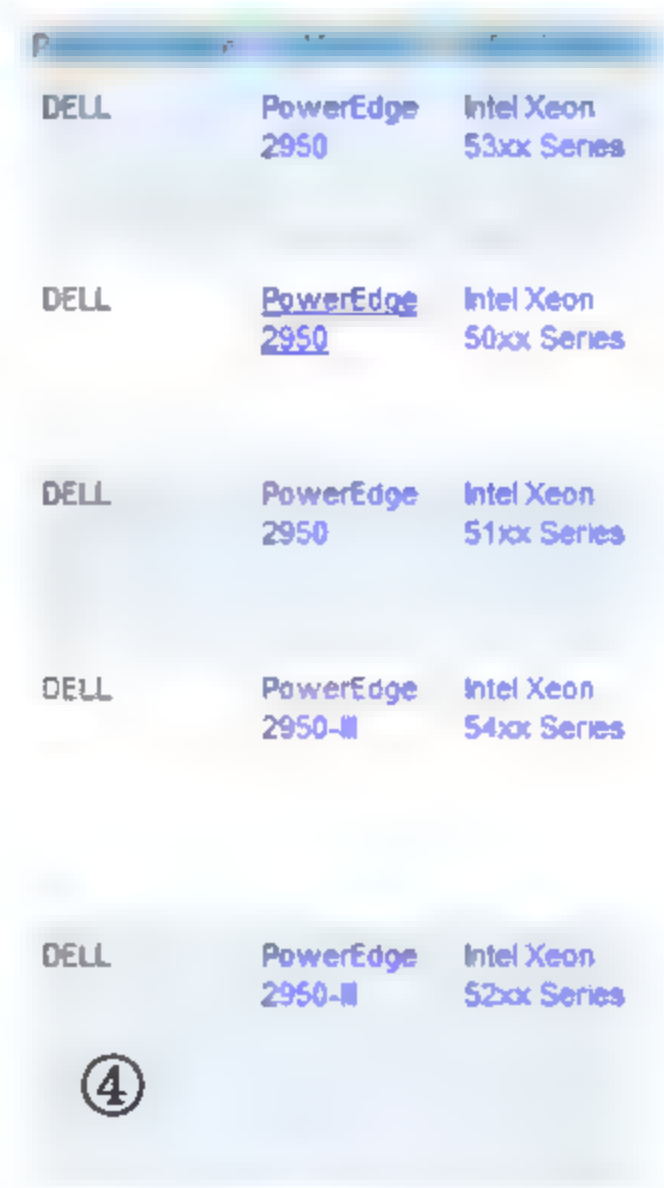 DELL PowerEdge Intel Xeon
2950 53xx Series
DELL PowerEdge Intel Xeon
2950 50xx Series
DELL PowerEdge Intel Xeon
2950 51xx Series
DELL PowerEdge Intel Xeon
2950-III 54xx Series
DELL PowerEdge Intel Xeon
2950-III 52xx Series
④